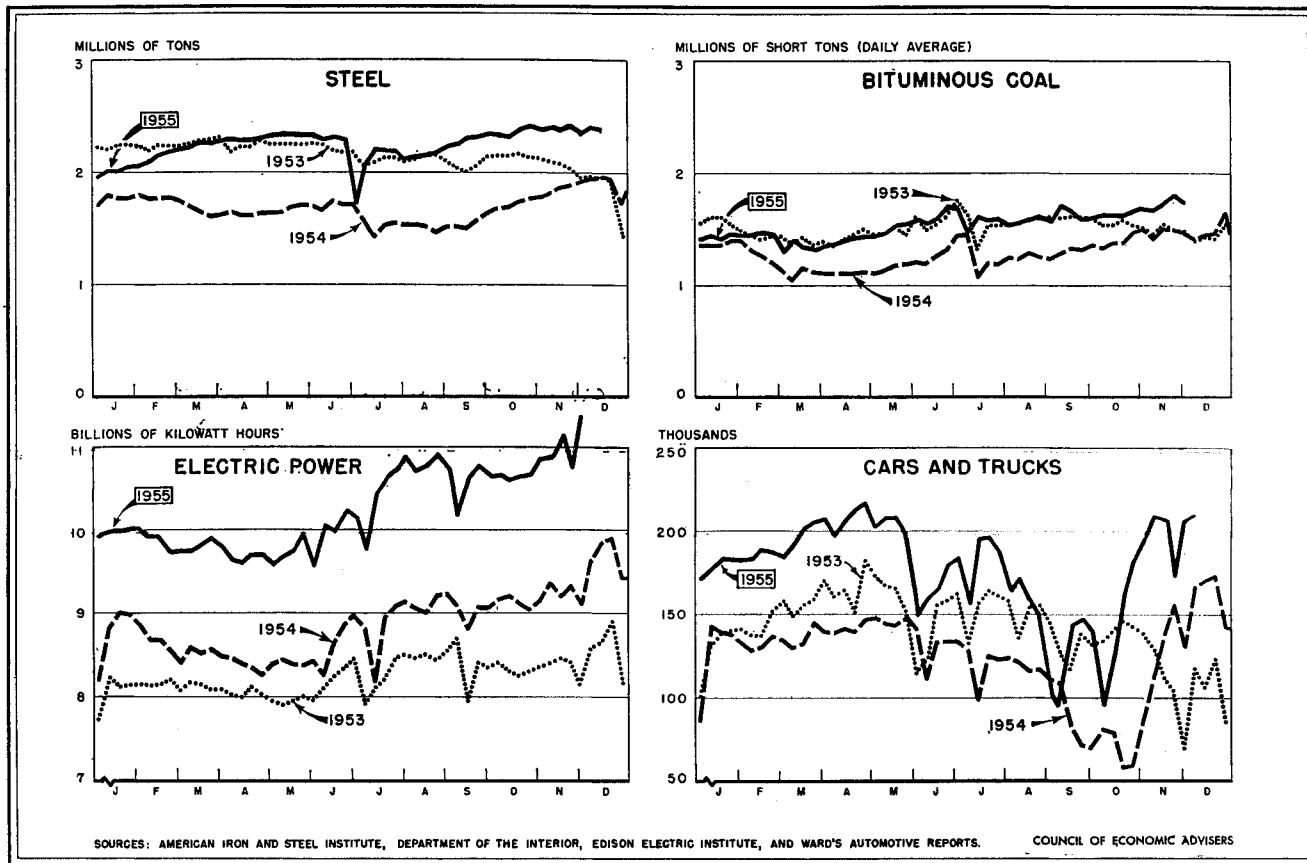 MILLIONS OF TONS
STEEL
3
2
1
0
1955
1953
1954
J F M A M J J A S O N D
MILLIONS OF SHORT TONS (DAILY AVERAGE)
BITUMINOUS COAL
3
2
1
0
1955
1953
1954
J F M A M J J A S O N D
BILLIONS OF KILOWATT HOURS
ELECTRIC POWER
11
10
9
8
7
1955
1954
1953
J F M A M J J A S O N D
THOUSANDS
CARS AND TRUCKS
250
200
150
100
50
1953
1955
1954
J F M A M J J A S O N D
SOURCES: AMERICAN IRON AND STEEL INSTITUTE, DEPARTMENT OF THE INTERIOR, EDISON ELECTRIC INSTITUTE, AND WARD'S AUTOMOTIVE REPORTS.
COUNCIL OF ECONOMIC ADVISERS